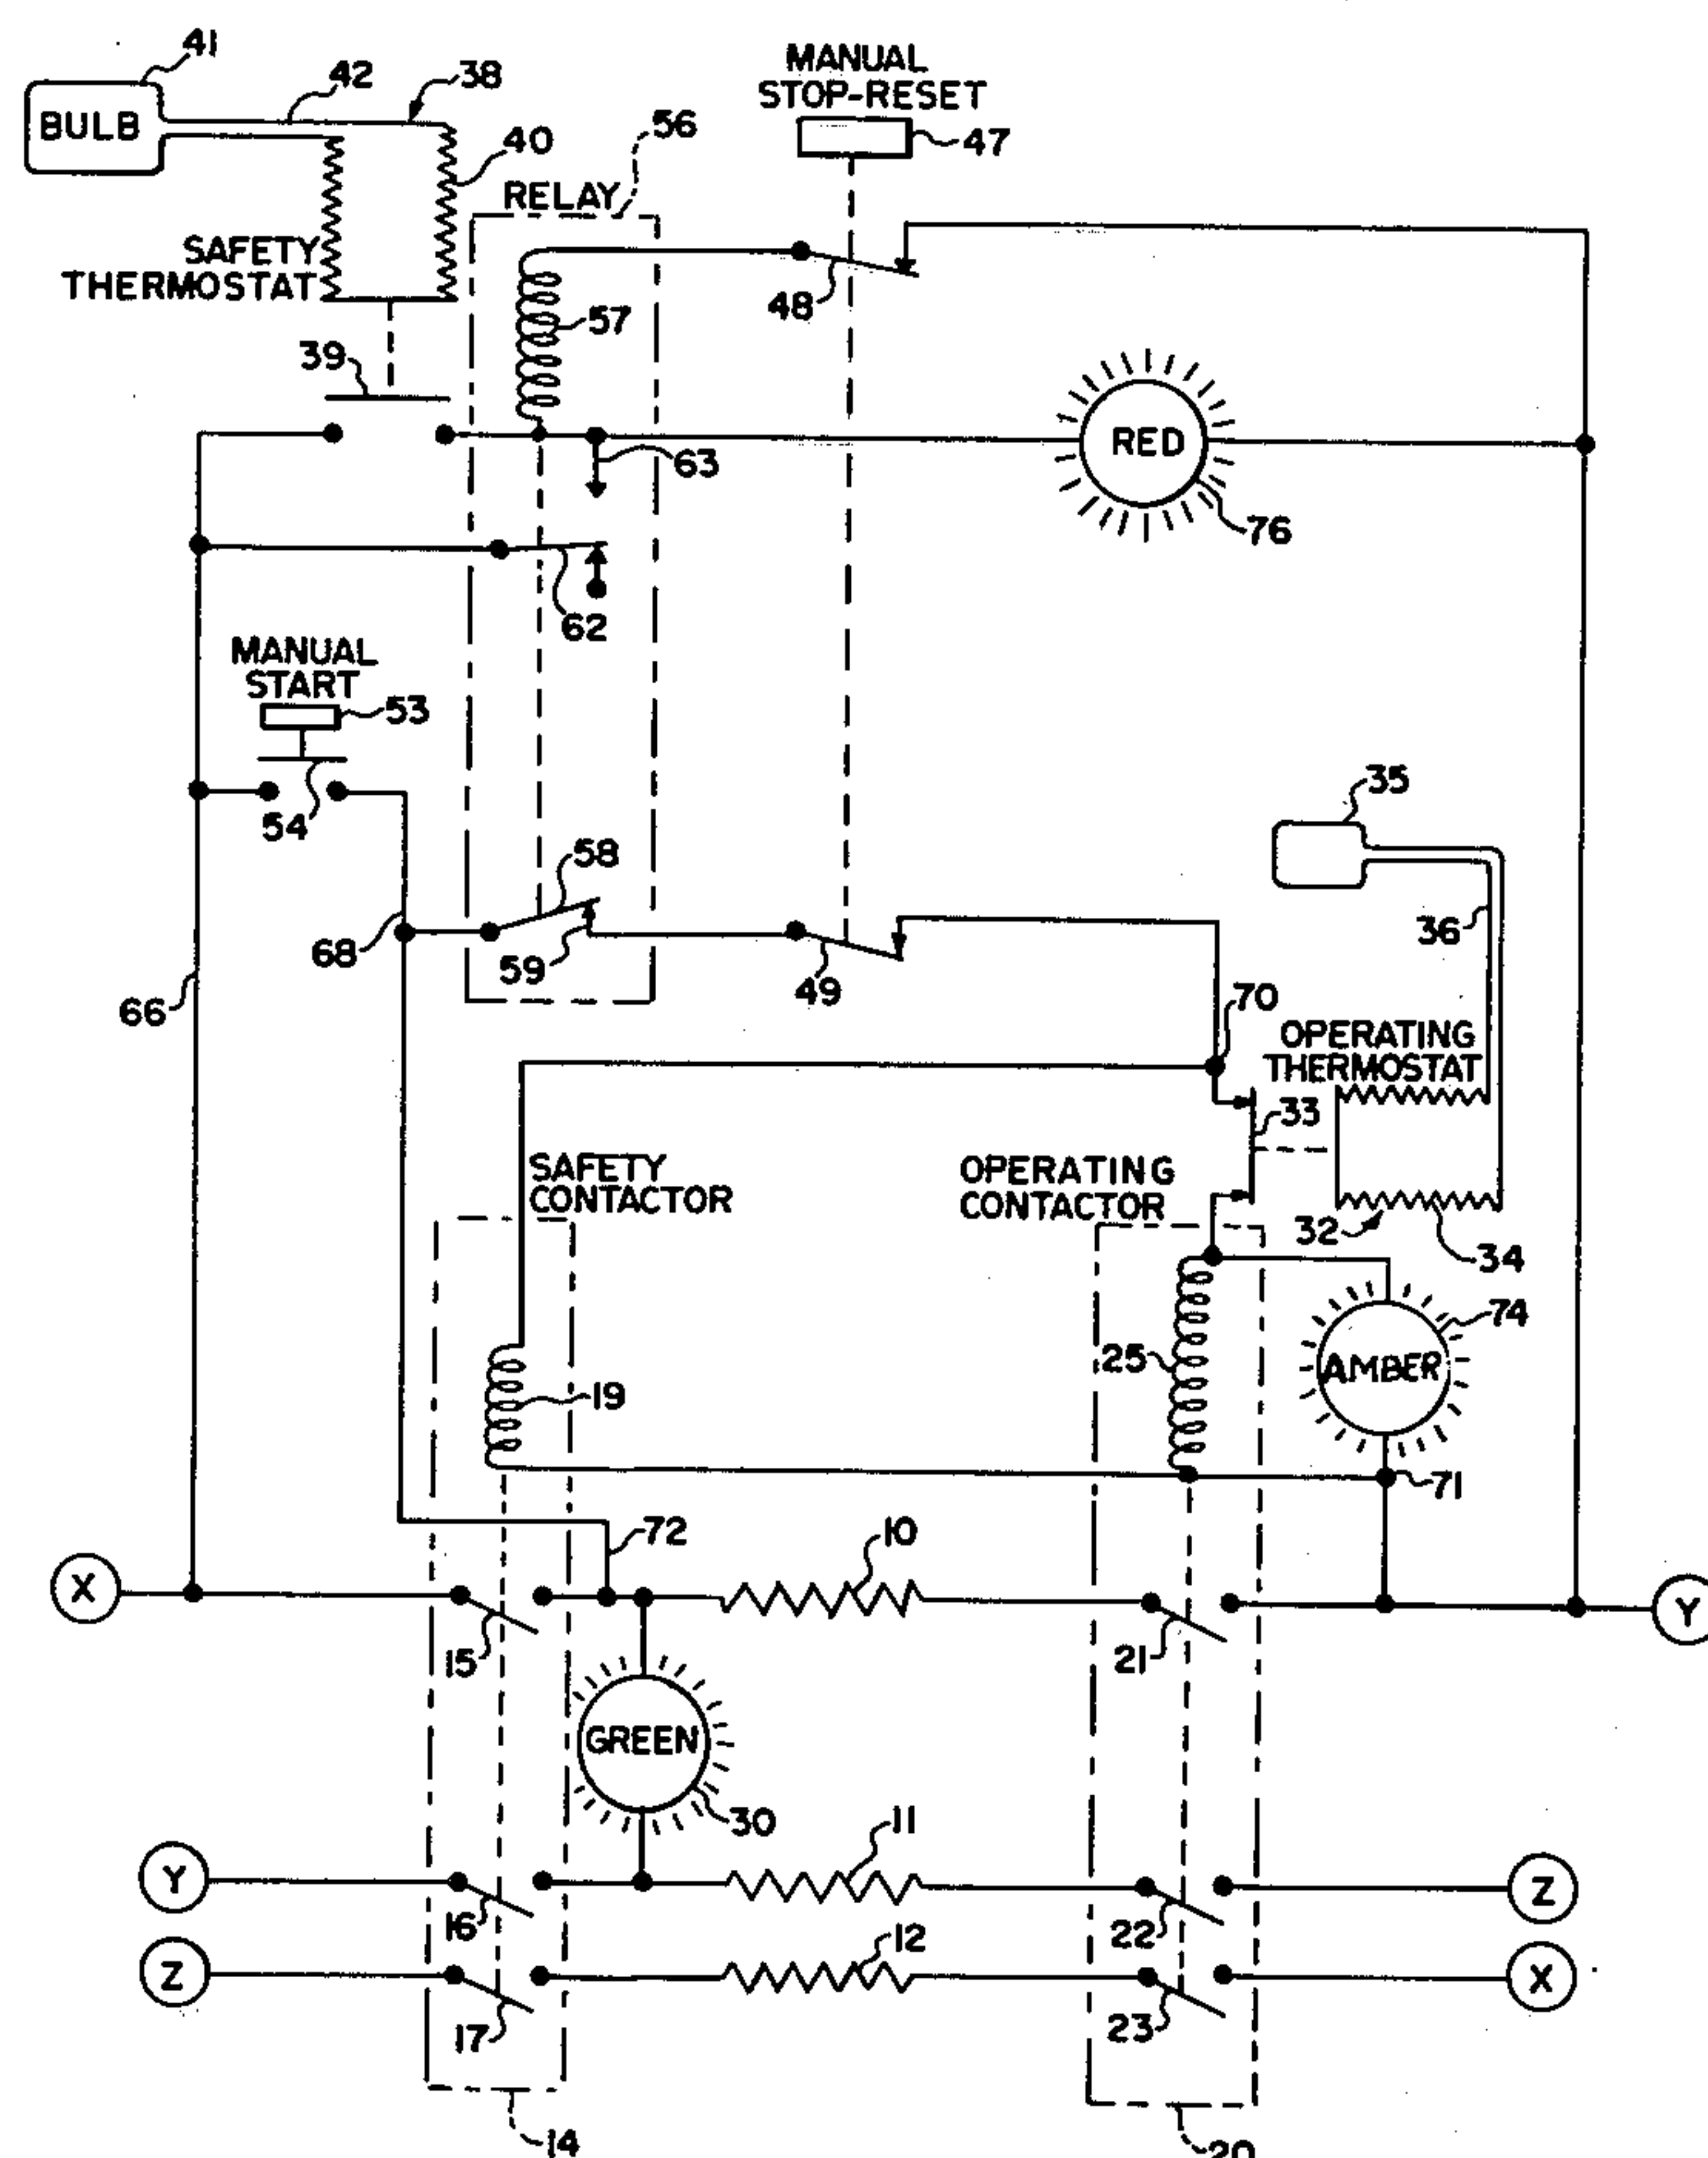 41
42
38
BULB
40
MANUAL
STOP-RESET
47
56
RELAY
SAFETY
THERMOSTAT
48
57
39
RED
63
76
62
MANUAL
START
53
54
35
58
36
68
59
49
66
70
OPERATING
THERMOSTAT
33
SAFETY
CONTACTOR
OPERATING
CONTACTOR
32
34
74
25
AMBER
19
71
72
10
X
Y
15
21
GREEN
30
11
Y
Z
16
22
12
Z
X
17
23
14
20